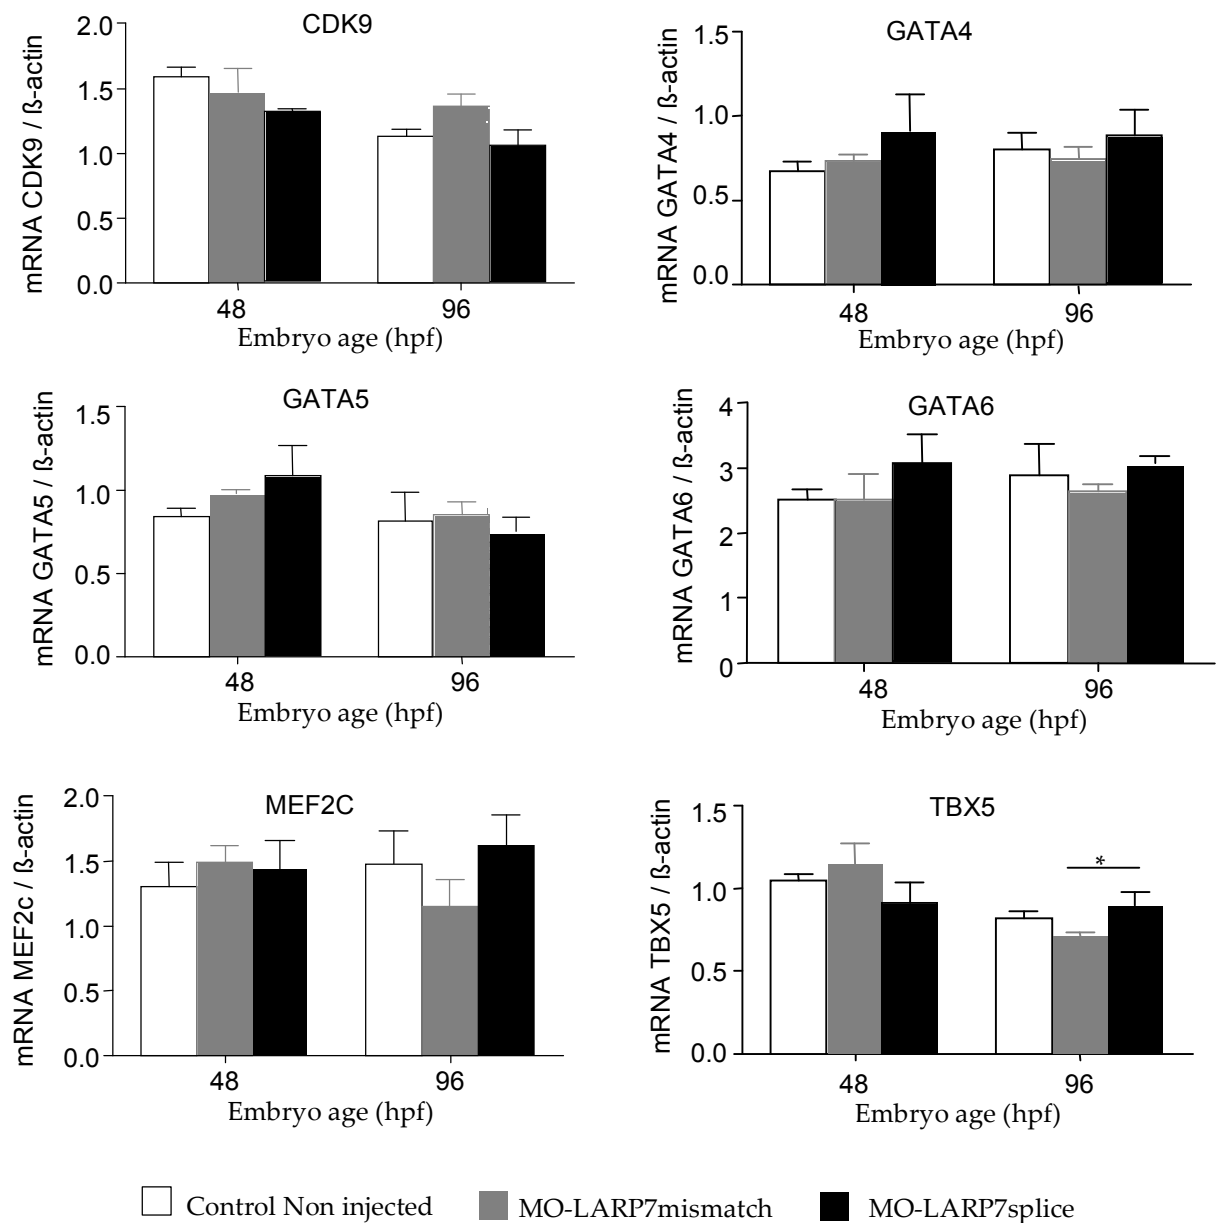 CDK9
mRNA CDK9 / ß-actin
2.0
1.5
1.0
0.5
0.0
48
96
Embryo age (hpf)
GATA4
mRNA GATA4 / ß-actin
1.5
1.0
0.5
0.0
48
96
Embryo age (hpf)
GATA5
mRNA GATA5 / ß-actin
1.5
1.0
0.5
0.0
48
96
Embryo age (hpf)
GATA6
mRNA GATA6 / ß-actin
4
3
2
1
0
48
96
Embryo age (hpf)
MEF2C
mRNA MEF2c / ß-actin
2.0
1.5
1.0
0.5
0.0
48
96
Embryo age (hpf)
TBX5
mRNA TBX5 / ß-actin
1.5
1.0
0.5
0.0
*
48
96
Embryo age (hpf)
Control Non injected
MO-LARP7mismatch
MO-LARP7splice